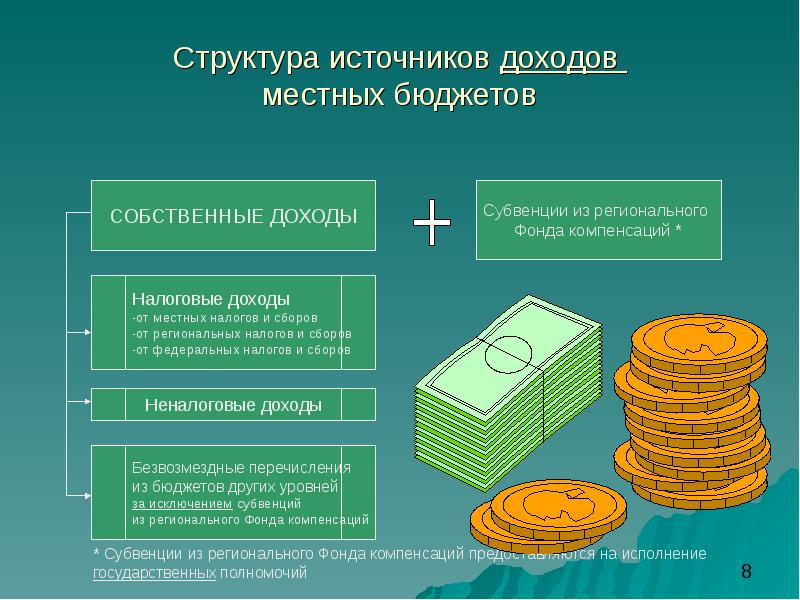 Структура источников доходов
местных бюджетов
СОБСТВЕННЫЕ ДОХОДЫ
Субвенции из регионального
Фонда компенсаций *
Налоговые доходы
-от местных налогов и сборов
-от региональных налогов и сборов
-от федеральных налогов и сборов
Неналоговые доходы
Безвозмездные перечисления
из бюджетов других уровней
за исключением субвенций
из регионального Фонда компенсаций
* Субвенции из регионального Фонда компенсаций предоставляются на исполнение
государственных полномочий
8